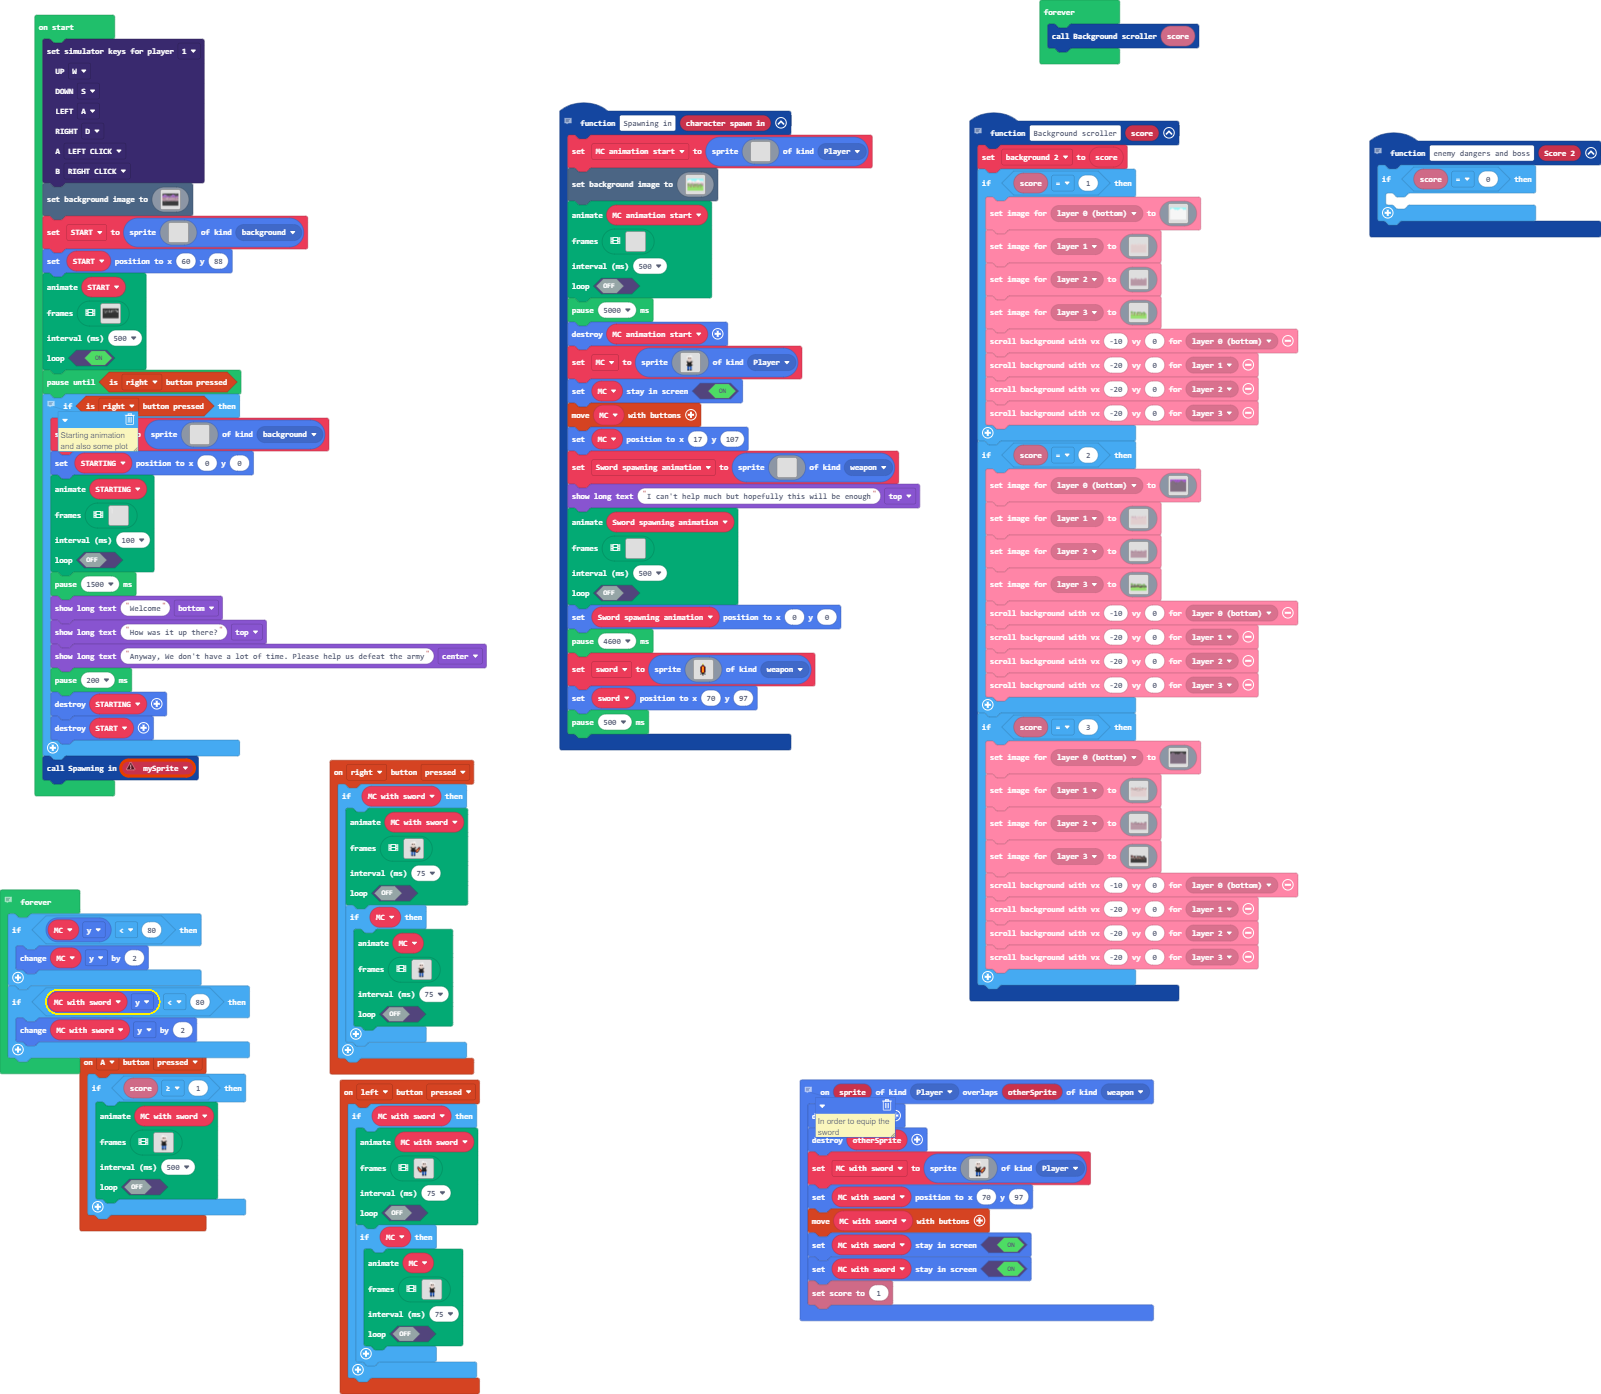 on start
set simulator keys for player 1
UP W
DOWN S
LEFT A
RIGHT D
A LEFT CLICK
B RIGHT CLICK
set background image to
set START to sprite of kind background
set START position to x 60 y 88
animate START
frames
interval (ms) 500
loop ON
pause until is right button pressed
if is right button pressed then
sprite of kind background
Starting animation
and also some plot
set STARTING position to x 0 y 0
animate STARTING
frames
interval (ms) 100
loop OFF
pause 1500 ms
show long text "Welcome" bottom
show long text "How was it up there?" top
show long text "Anyway, We don't have a lot of time. Please help us defeat the army" center
pause 200 ms
destroy STARTING
destroy START
call Spawning in mySprite
forever
if MC y < 80 then
change MC y by 2
if MC with sword y < 80 then
change MC with sword y by 2
on A button pressed
if score ≥ 1 then
animate MC with sword
frames
interval (ms) 500
loop OFF
on right button pressed
if MC with sword then
animate MC with sword
frames
interval (ms) 75
loop OFF
if MC then
animate MC
frames
interval (ms) 75
loop OFF
on left button pressed
if MC with sword then
animate MC with sword
frames
interval (ms) 75
loop OFF
if MC then
animate MC
frames
interval (ms) 75
loop OFF
function Spawning in character spawn in
set MC animation start to sprite of kind Player
set background image to
animate MC animation start
frames
interval (ms) 500
loop OFF
pause 5000 ms
destroy MC animation start
set MC to sprite of kind Player
set MC stay in screen ON
move MC with buttons
set MC position to x 17 y 107
set Sword spawning animation to sprite of kind weapon
show long text "I can't help much but hopefully this will be enough" top
animate Sword spawning animation
frames
interval (ms) 500
loop OFF
set Sword spawning animation position to x 0 y 0
pause 4600 ms
set sword to sprite of kind weapon
set sword position to x 70 y 97
pause 500 ms
forever
call Background scroller score
function Background scroller score
set background 2 to score
if score = 1 then
set image for layer 0 (bottom) to
set image for layer 1 to
set image for layer 2 to
set image for layer 3 to
scroll background with vx -10 vy 0 for layer 0 (bottom)
scroll background with vx -20 vy 0 for layer 1
scroll background with vx -20 vy 0 for layer 2
scroll background with vx -20 vy 0 for layer 3
if score = 2 then
set image for layer 0 (bottom) to
set image for layer 1 to
set image for layer 2 to
set image for layer 3 to
scroll background with vx -10 vy 0 for layer 0 (bottom)
scroll background with vx -20 vy 0 for layer 1
scroll background with vx -20 vy 0 for layer 2
scroll background with vx -20 vy 0 for layer 3
if score = 3 then
set image for layer 0 (bottom) to
set image for layer 1 to
set image for layer 2 to
set image for layer 3 to
scroll background with vx -10 vy 0 for layer 0 (bottom)
scroll background with vx -20 vy 0 for layer 1
scroll background with vx -20 vy 0 for layer 2
scroll background with vx -20 vy 0 for layer 3
function enemy dangers and boss Score 2
if score = 0 then
on sprite of kind Player overlaps otherSprite of kind weapon
In order to equip the
sword
destroy otherSprite
set MC with sword to sprite of kind Player
set MC with sword position to x 70 y 97
move MC with sword with buttons
set MC with sword stay in screen ON
set MC with sword stay in screen ON
set score to 1